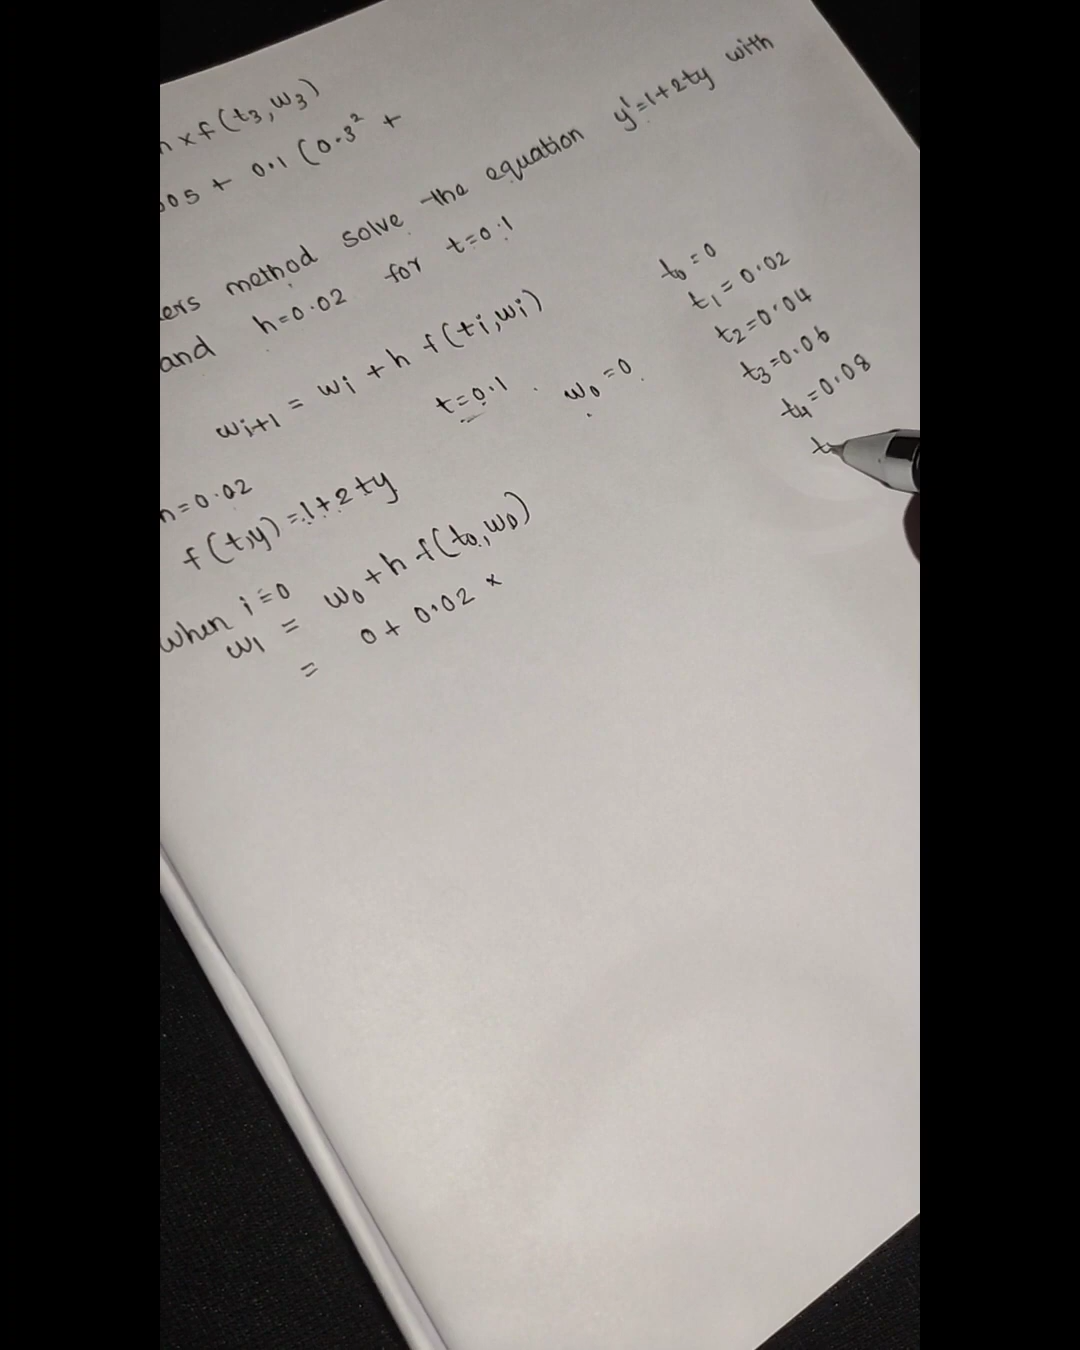 xf(t3,w3)
05 + 0.1 (0.3² +
method solve the equation y'=1+2ty with
and h=0.02 for t=0.1
wi+1 = wi + h f(ti,wi)
t=0.1 . w0=0.
t0=0
t1=0.02
t2=0.04
t3=0.06
t4=0.08
t
h=0.02
f(t,y)=1+2ty
when i=0
w1 = w0+h f(t0,w0)
= 0+0.02 ×